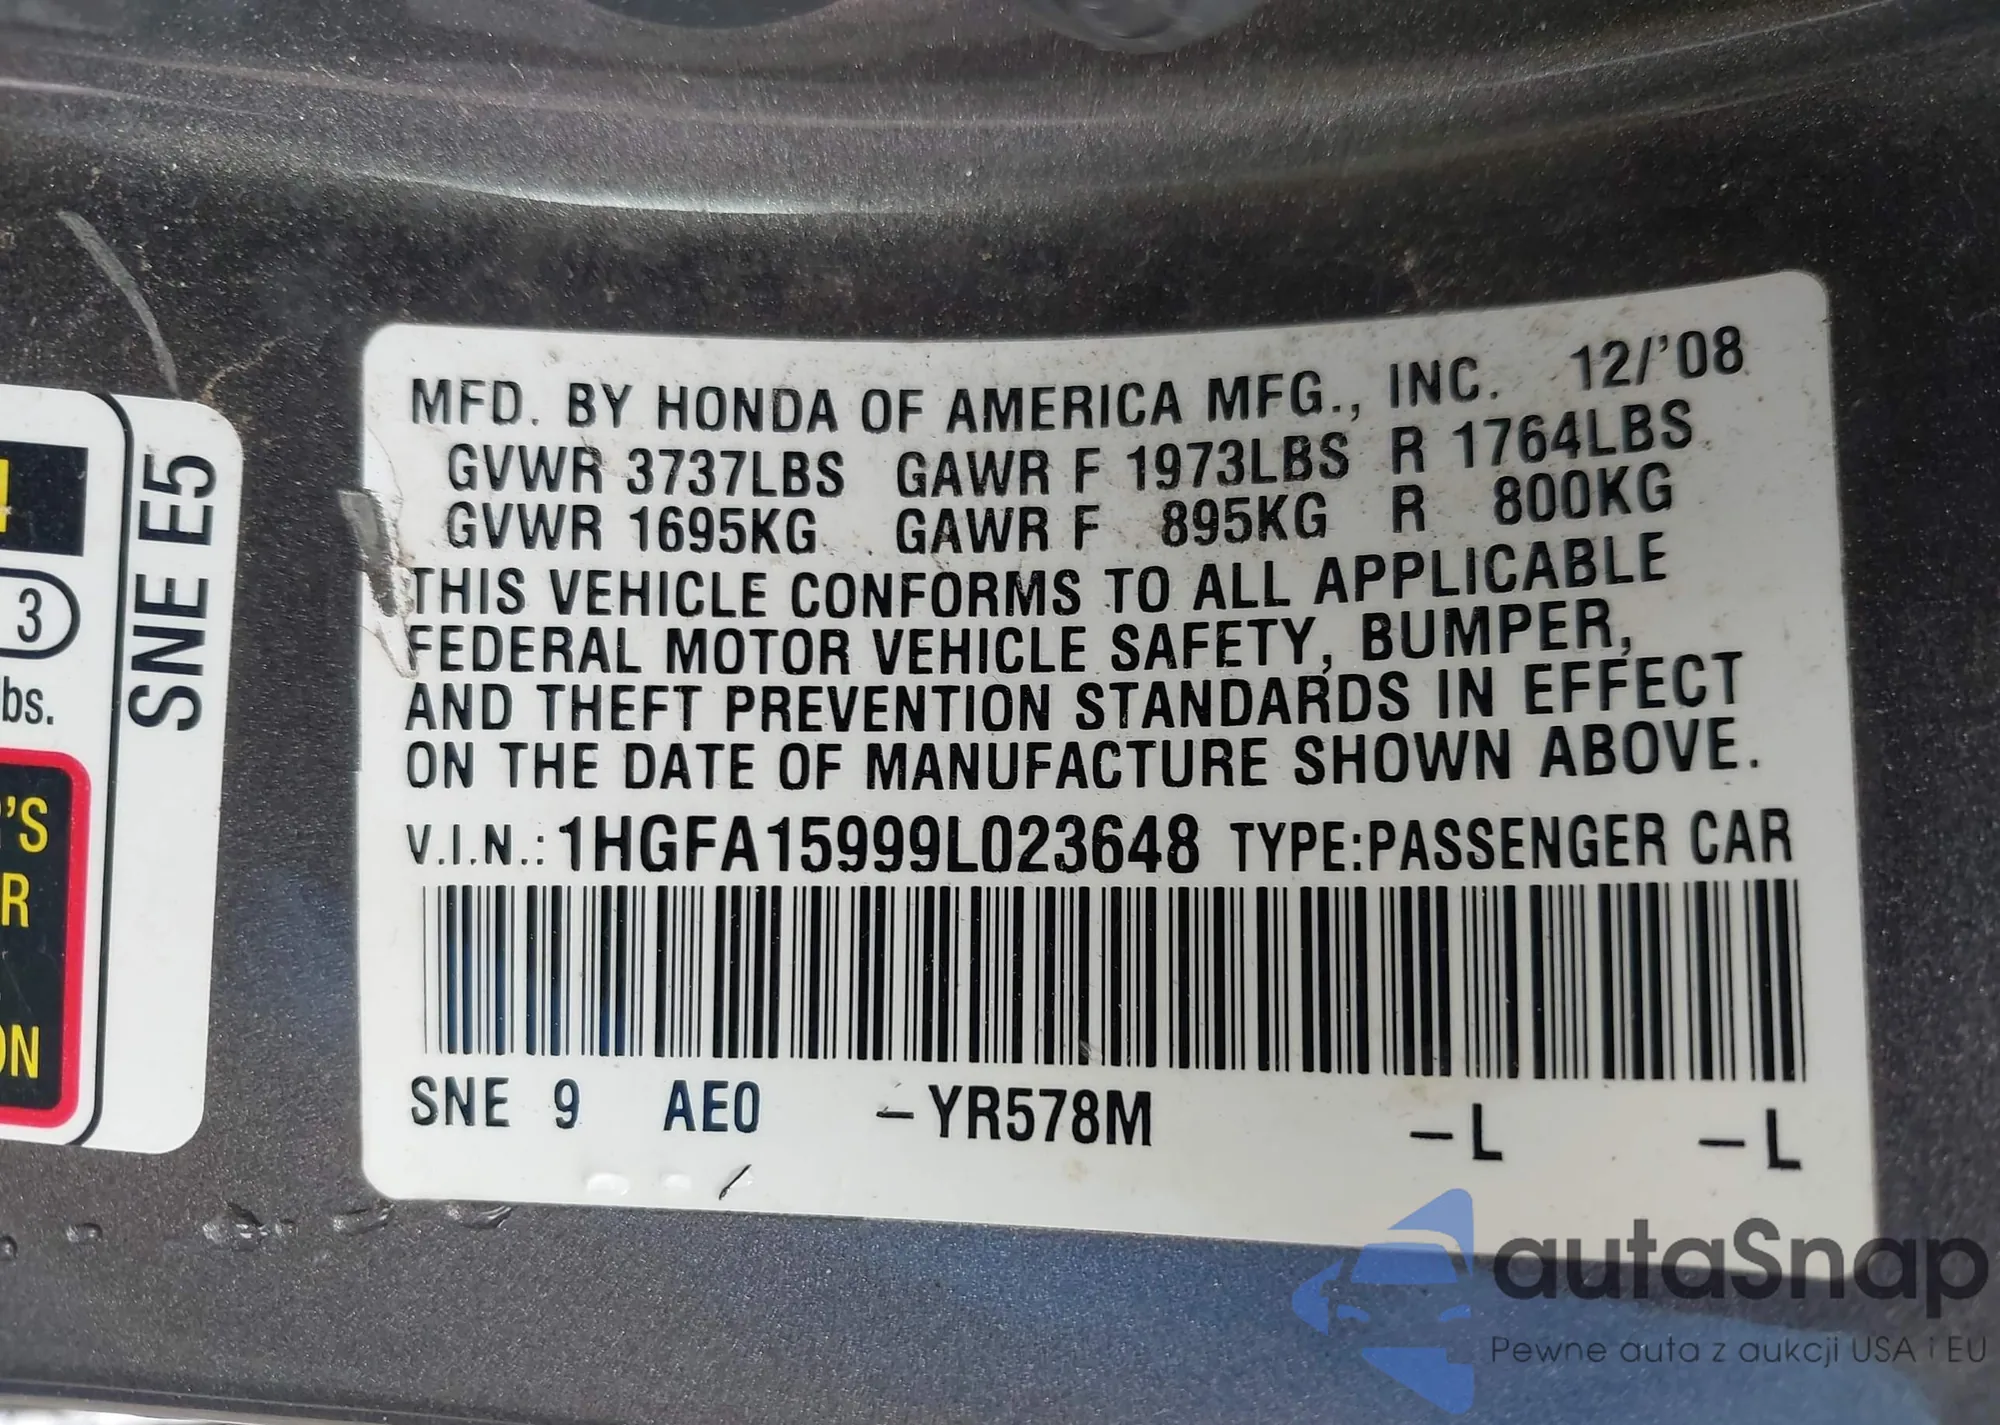 MFD. BY HONDA OF AMERICA MFG., INC. 12/'08
GVWR 3737LBS GAWR F 1973LBS R 1764LBS
GVWR 1695KG GAWR F 895KG R 800KG
THIS VEHICLE CONFORMS TO ALL APPLICABLE
FEDERAL MOTOR VEHICLE SAFETY, BUMPER,
AND THEFT PREVENTION STANDARDS IN EFFECT
ON THE DATE OF MANUFACTURE SHOWN ABOVE.
V.I.N.: 1HGFA15999L023648 TYPE:PASSENGER CAR
SNE 9 AE0 –YR578M –L –L
SNE E5
3
bs.
'S
R
ON
autaSnap
Pewne auta z aukcji USA i EU